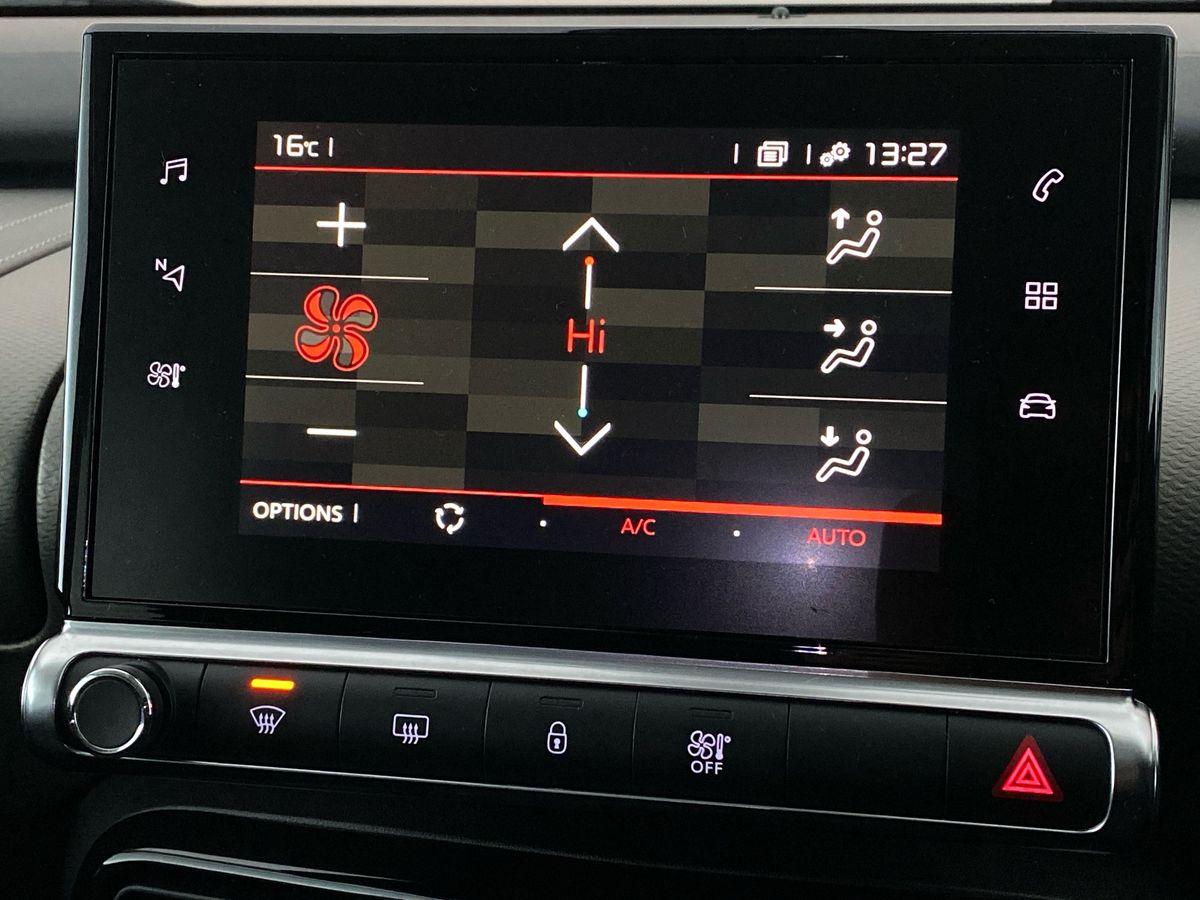 16°C
13:27
N
Hi
OPTIONS
A/C
AUTO
OFF